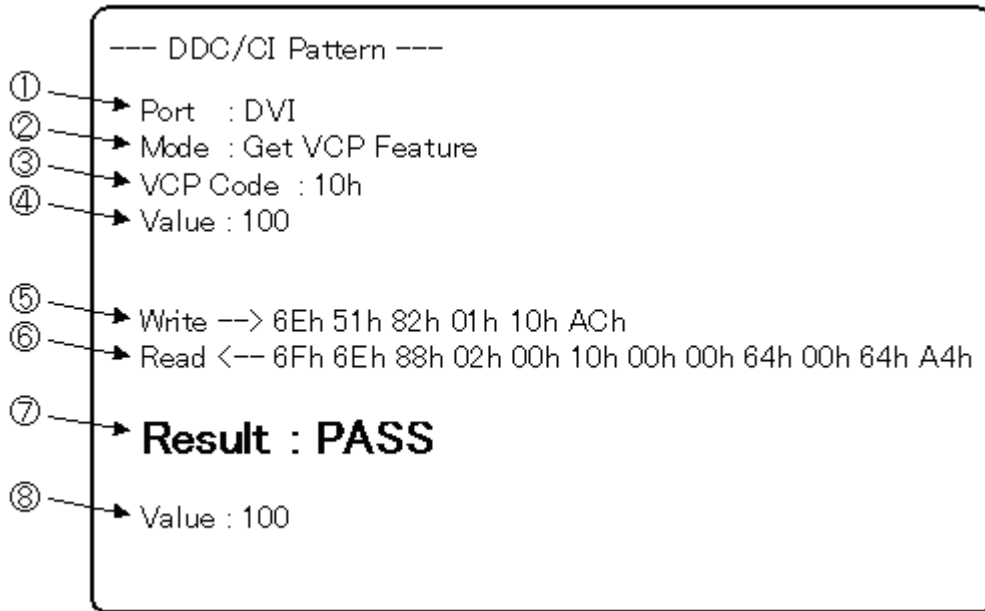 --- DDC/CI Pattern ---
① Port : DVI
② Mode : Get VCP Feature
③ VCP Code : 10h
④ Value : 100
⑤ Write --> 6Eh 51h 82h 01h 10h ACh
⑥ Read <-- 6Fh 6Eh 88h 02h 00h 10h 00h 00h 64h 00h 64h A4h
⑦ Result : PASS
⑧ Value : 100